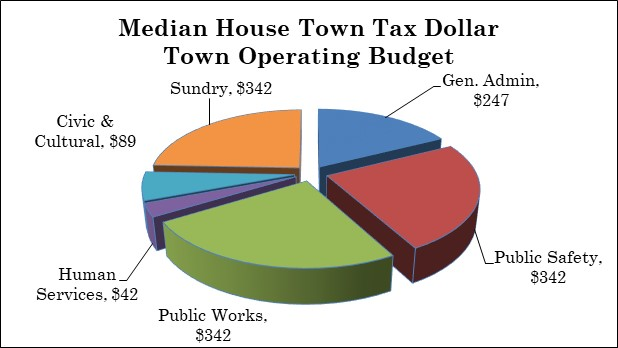 Median House Town Tax Dollar
Town Operating Budget
Sundry, $342
Gen. Admin,
$247
Civic &
Cultural, $89
Public Safety,
$342
Human
Services, $42
Public Works,
$342